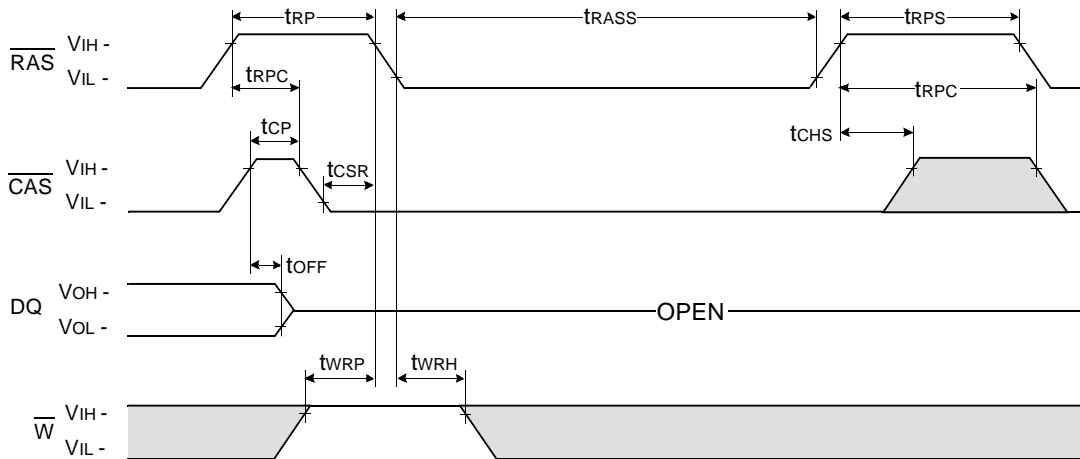 tRP tRASS tRPS
RAS VIH -
VIL -
tRPC tRPC
tCP tCHS
CAS VIH -
VIL -
tCSR
tOFF
DQ VOH -
VOL -
OPEN
tWRP tWRH
W VIH -
VIL -